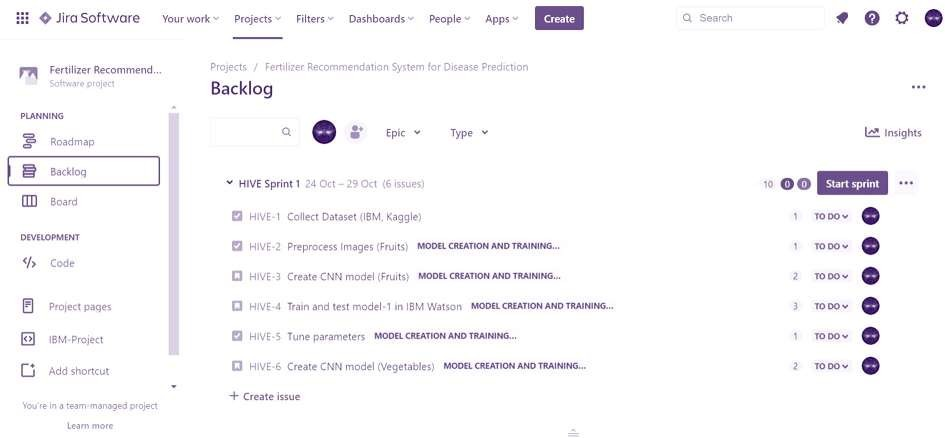 Jira Software
Your work
Projects
Filters
Dashboards
People
Apps
Create
Search
Fertilizer Recommend...
Software project
PLANNING
Roadmap
Backlog
Board
DEVELOPMENT
Code
Project pages
IBM-Project
Add shortcut
You're in a team-managed project
Learn more
Projects / Fertilizer Recommendation System for Disease Prediction
Backlog
Epic
Type
Insights
HIVE Sprint 1 24 Oct – 29 Oct (6 issues) 10 0 0 Start sprint
HIVE-1 Collect Dataset (IBM, Kaggle) 1 TO DO
HIVE-2 Preprocess Images (Fruits) MODEL CREATION AND TRAINING... 1 TO DO
HIVE-3 Create CNN model (Fruits) MODEL CREATION AND TRAINING... 2 TO DO
HIVE-4 Train and test model-1 in IBM Watson MODEL CREATION AND TRAINING... 3 TO DO
HIVE-5 Tune parameters MODEL CREATION AND TRAINING... 1 TO DO
HIVE-6 Create CNN model (Vegetables) MODEL CREATION AND TRAINING... 2 TO DO
Create issue